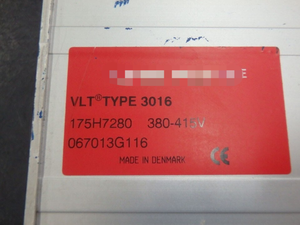 VLT®TYPE 3016
175H7280 380-415V
067013G116
MADE IN DENMARK CE